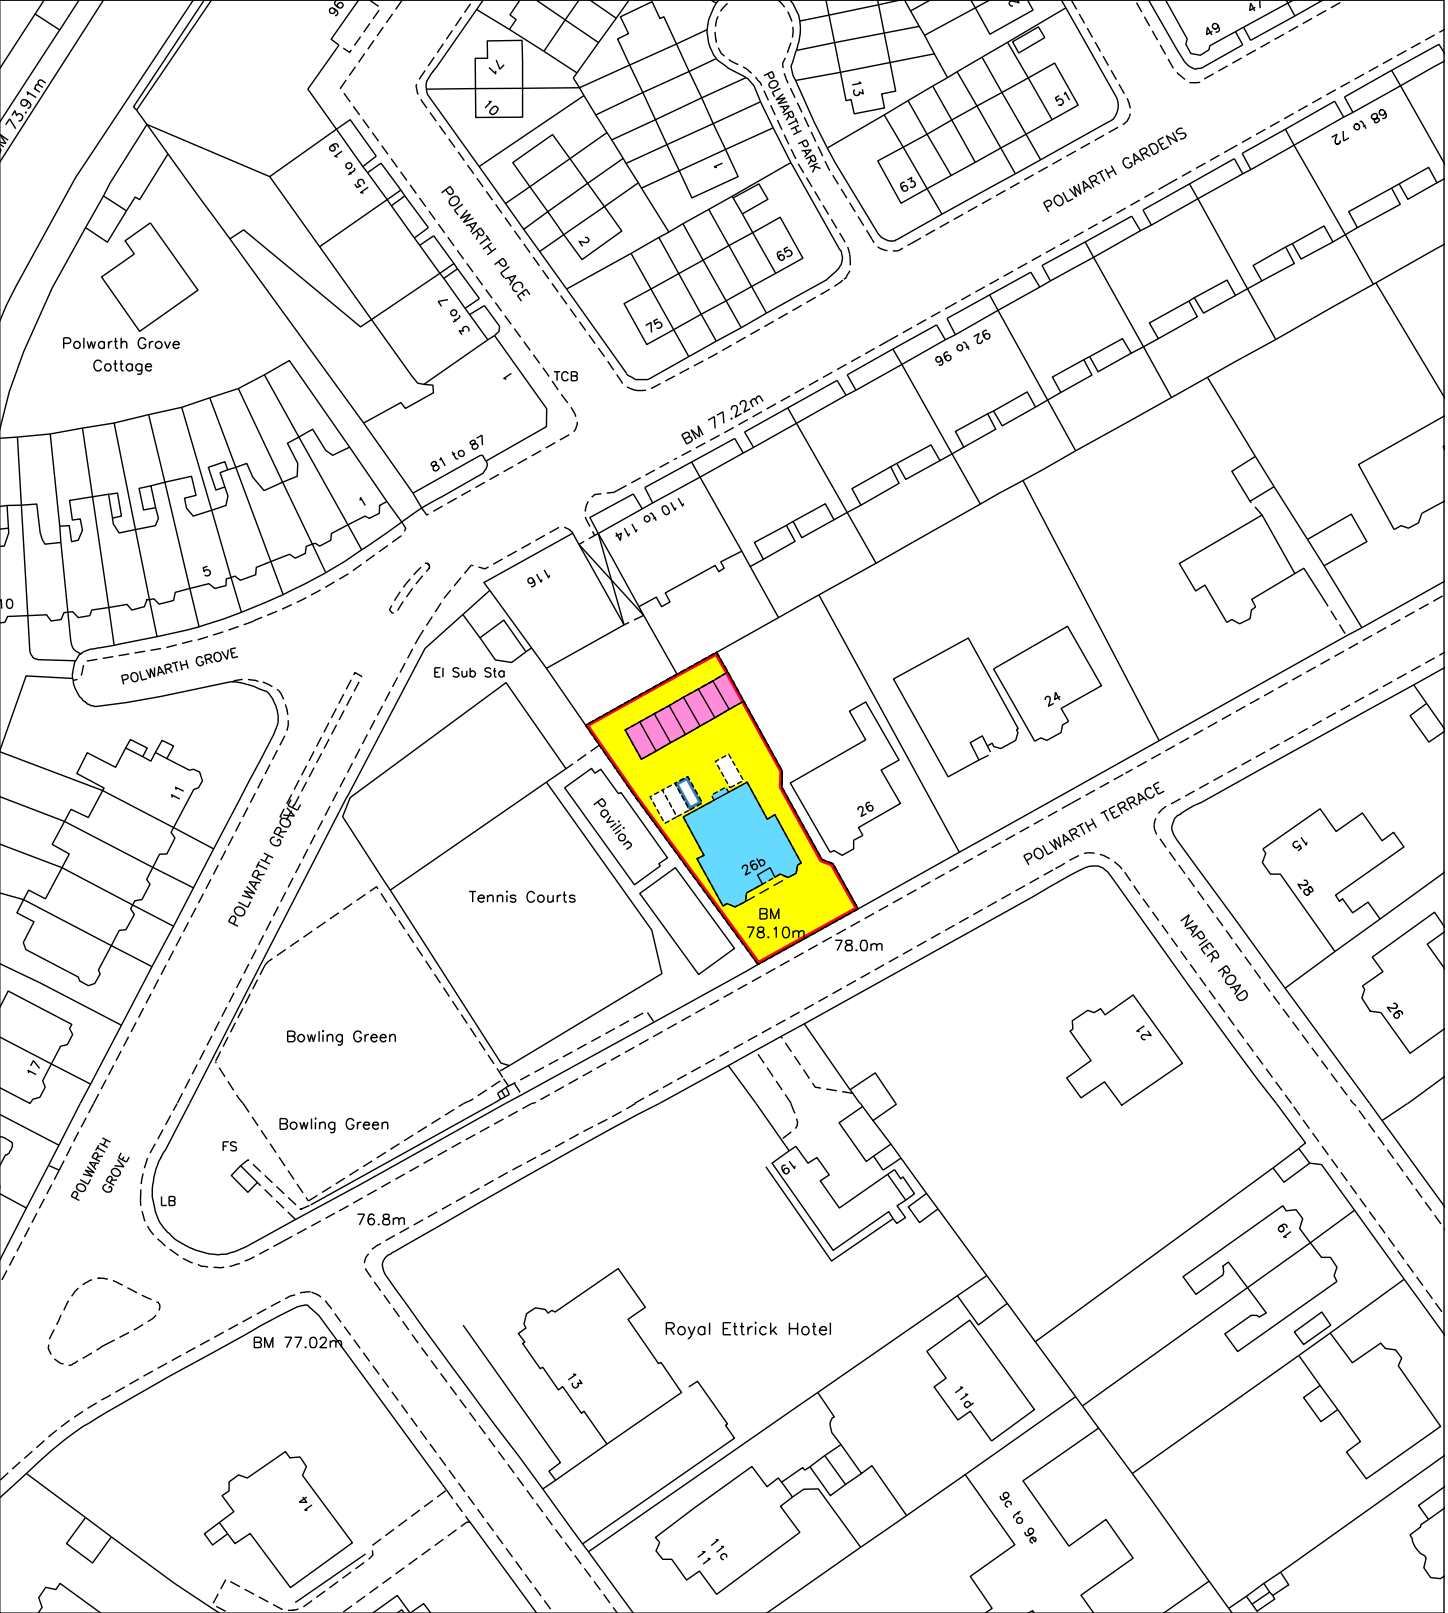 96
49
47
2
BM 73.91m
71
10
13
51
POLWARTH PARK
68 to 72
15 to 19
1
63
POLWARTH GARDENS
POLWARTH PLACE
2
65
3 to 7
75
Polwarth Grove
Cottage
92 to 96
1
TCB
BM 77.22m
81 to 87
1
110 to 114
5
116
10
POLWARTH GROVE
El Sub Sta
24
11
26
POLWARTH GROVE
Pavilion
POLWARTH TERRACE
15
28
26b
Tennis Courts
BM
78.10m
78.0m
NAPIER ROAD
26
Bowling Green
21
17
Bowling Green
FS
POLWARTH
GROVE
19
LB
76.8m
19
Royal Ettrick Hotel
BM 77.02m
13
11d
14
9c to 9e
11c
11